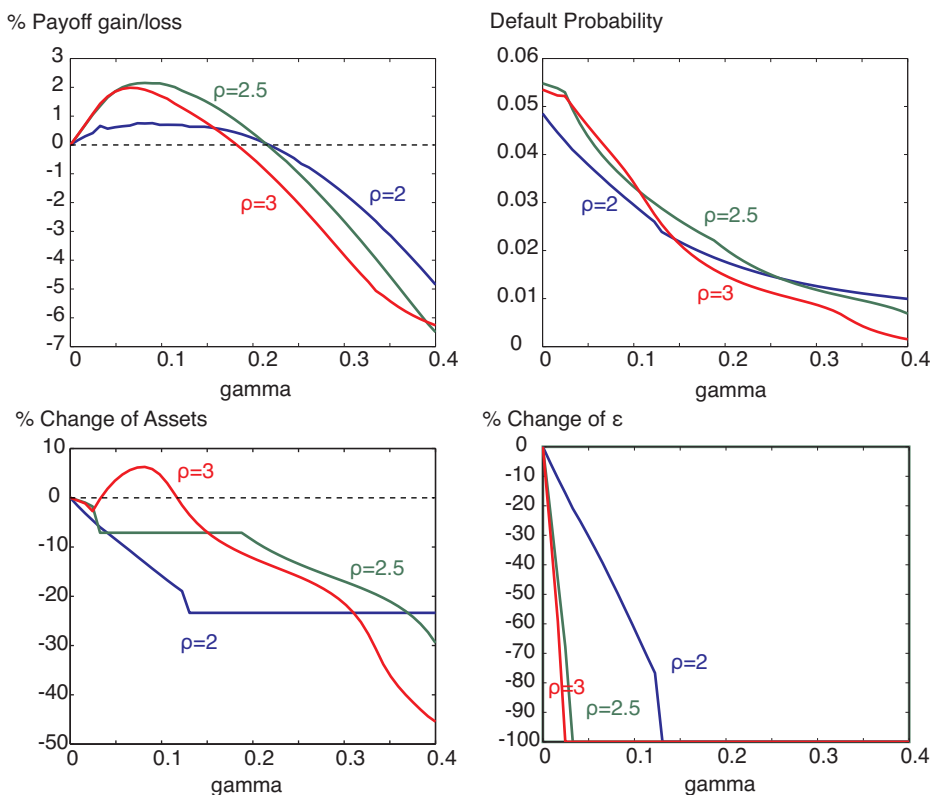 % Payoff gain/loss
3
2
1
0
-1
-2
-3
-4
-5
-6
-7
ρ=2.5
ρ=2
ρ=3
0 0.1 0.2 0.3 0.4
gamma
Default Probability
0.06
0.05
0.04
0.03
0.02
0.01
0
ρ=2
ρ=2.5
ρ=3
0 0.1 0.2 0.3 0.4
gamma
% Change of Assets
10
0
-10
-20
-30
-40
-50
ρ=3
ρ=2.5
ρ=2
0 0.1 0.2 0.3 0.4
gamma
% Change of ε
0
-10
-20
-30
-40
-50
-60
-70
-80
-90
-100
ρ=2
ρ=3
ρ=2.5
0 0.1 0.2 0.3 0.4
gamma